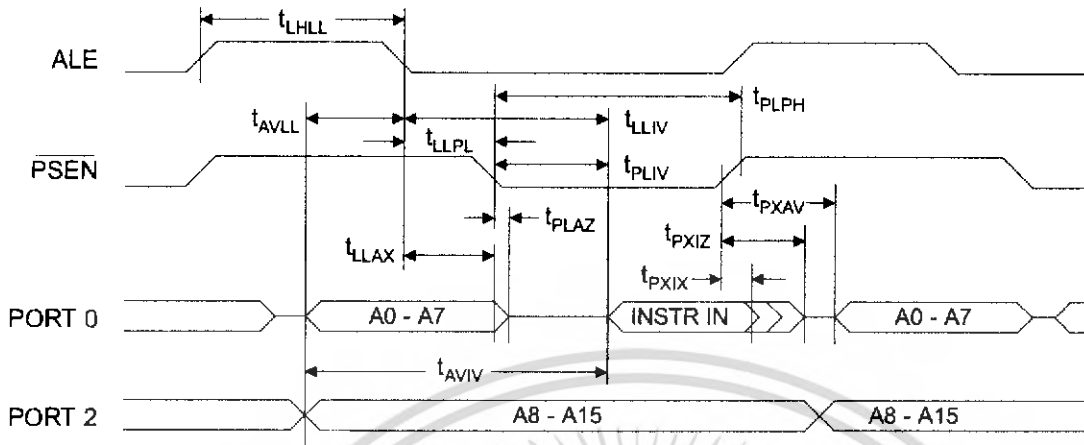 tLHLL
ALE
tPLPH
tAVLL
tLLIV
tLLPL
PSEN
tPLIV
tPXAV
tPLAZ
tPXIZ
tLLAX
tPXIX
PORT 0
A0 - A7
INSTR IN
A0 - A7
tAVIV
PORT 2
A8 - A15
A8 - A15